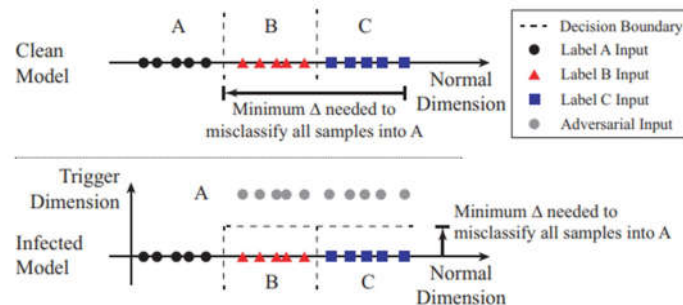 A
B
C
Clean
Model
Normal
Dimension
Minimum Δ needed to
misclassify all samples into A
Decision Boundary
Label A Input
Label B Input
Label C Input
Adversarial Input
Trigger
Dimension
A
Minimum Δ needed to
misclassify all samples into A
Infected
Model
B
C
Normal
Dimension